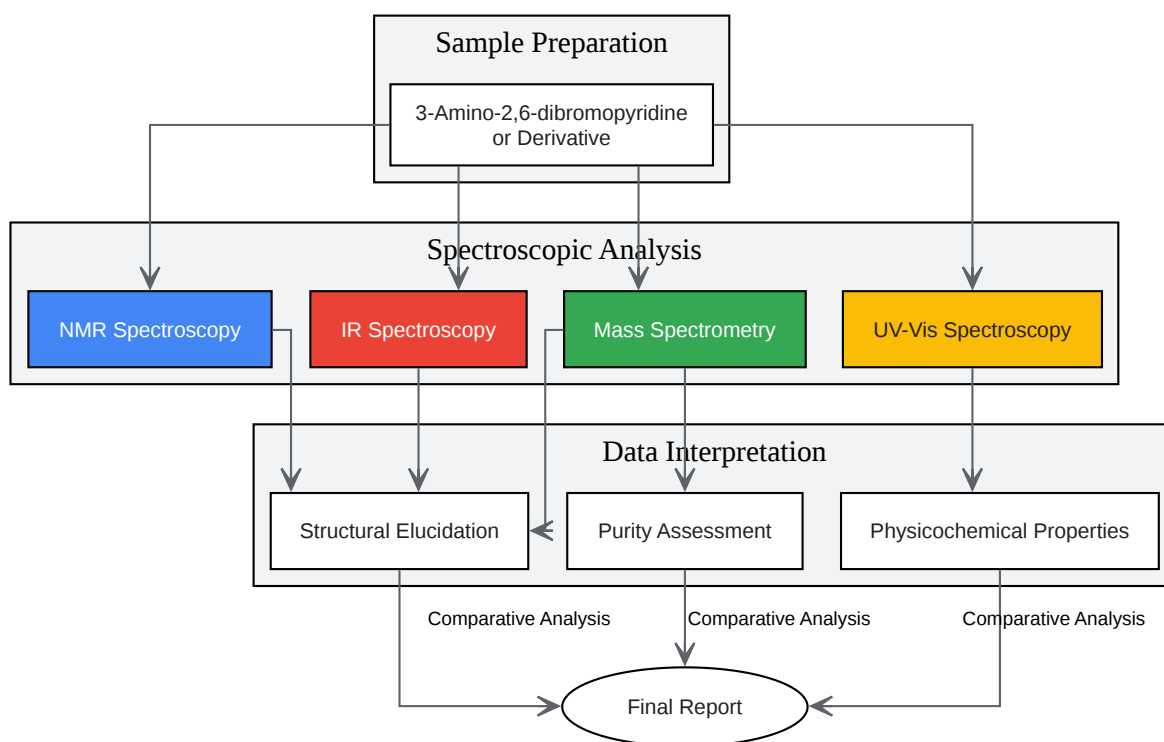 Sample Preparation
3-Amino-2,6-dibromopyridine
or Derivative
Spectroscopic Analysis
NMR Spectroscopy
IR Spectroscopy
Mass Spectrometry
UV-Vis Spectroscopy
Data Interpretation
Structural Elucidation
Purity Assessment
Physicochemical Properties
Comparative Analysis
Comparative Analysis
Comparative Analysis
Final Report